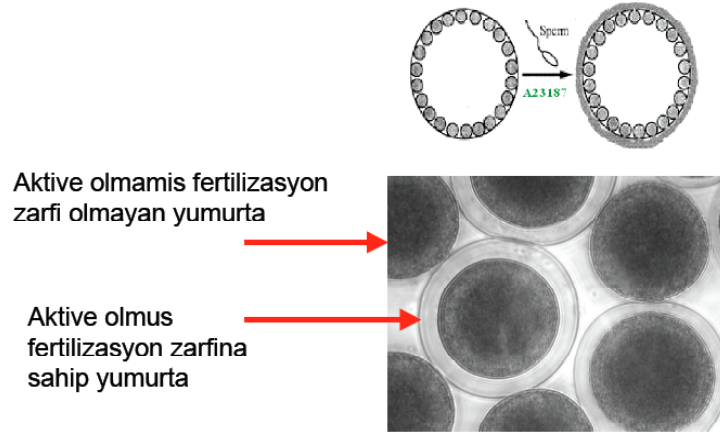 Sperm
A23187
Aktive olmamis fertilizasyon
zarfi olmayan yumurta
Aktive olmus
fertilizasyon zarfina
sahip yumurta